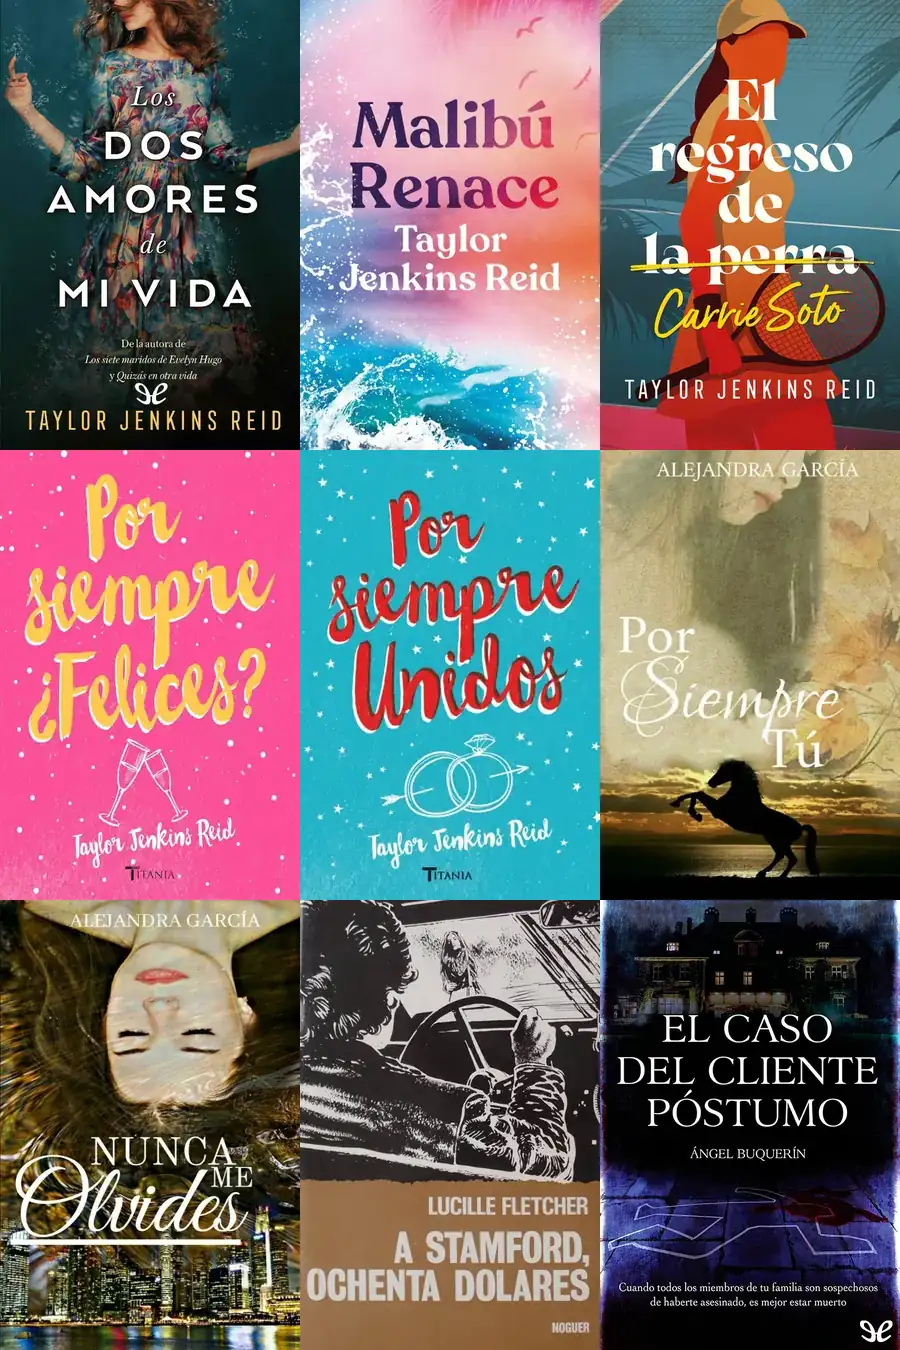 Los
DOS
AMORES
de
MI VIDA
De la autora de
Los siete maridos de Evelyn Hugo
y Quizás en otra vida
TAYLOR JENKINS REID
Malibú
Renace
Taylor
Jenkins Reid
El
regreso
de
la perra
Carrie Soto
TAYLOR JENKINS REID
Por
siempre
¿Felices?
Taylor Jenkins Reid
TITANIA
Por
siempre
Unidos
Taylor Jenkins Reid
TITANIA
ALEJANDRA GARCÍA
Por
Siempre
Tú
ALEJANDRA GARCÍA
NUNCA
ME
Olvides
LUCILLE FLETCHER
A STAMFORD,
OCHENTA DOLARES
NOGUER
EL CASO
DEL CLIENTE
PÓSTUMO
ÁNGEL BUQUERÍN
Cuando todos los miembros de tu familia son sospechosos
de haberte asesinado, es mejor estar muerto